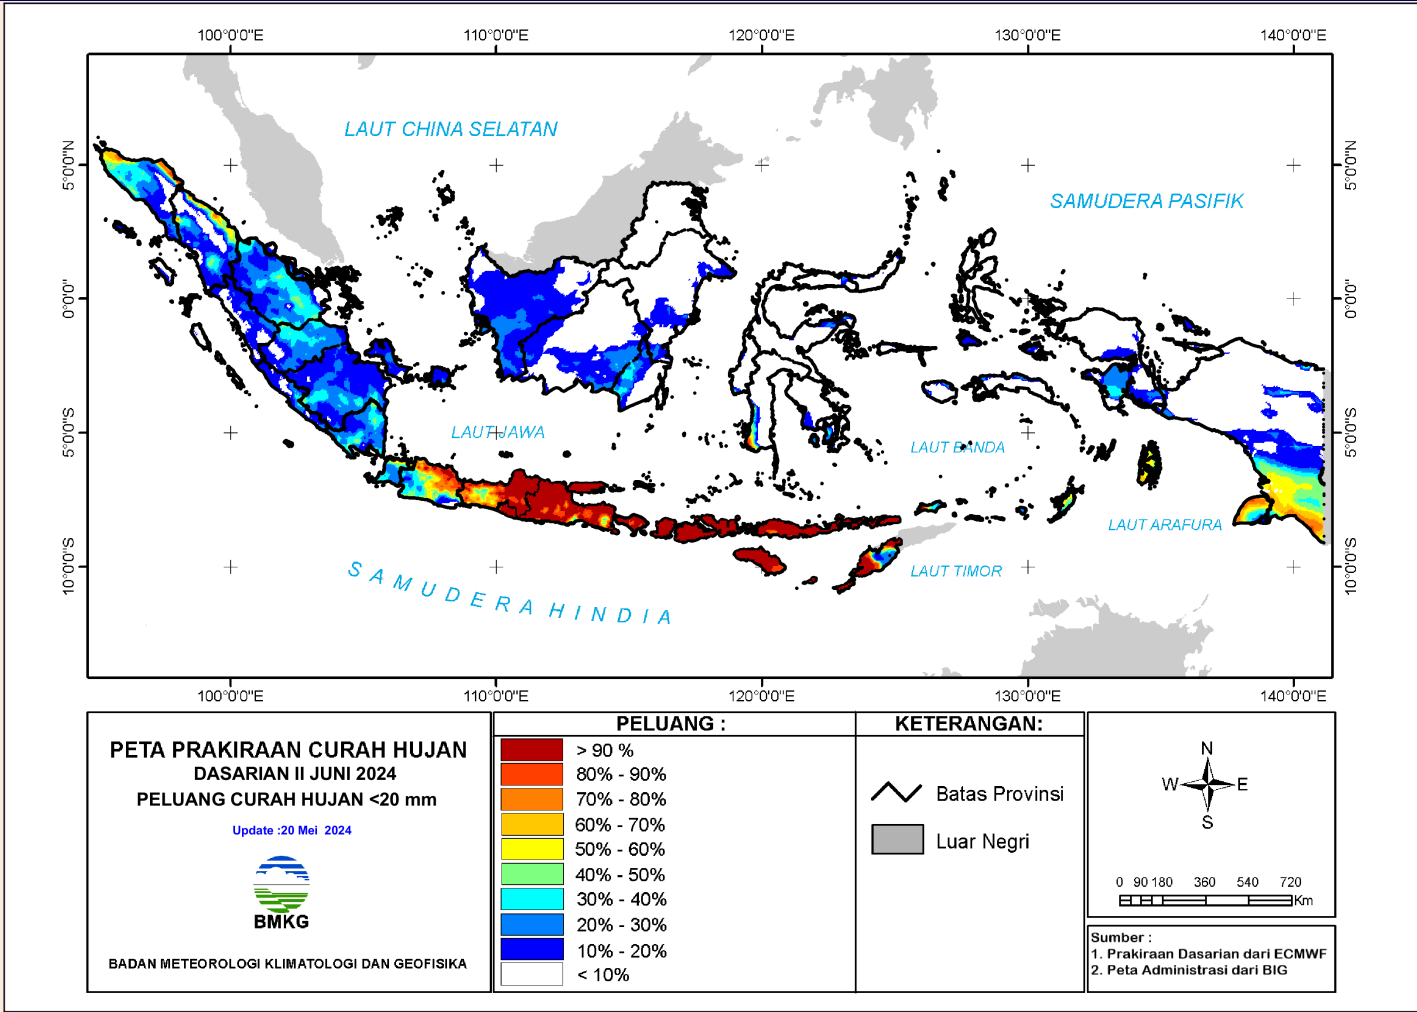 100°0'0"E 110°0'0"E 120°0'0"E 130°0'0"E 140°0'0"E
5°0'0"N
0°0'0"
5°0'0"S
10°0'0"S
LAUT CHINA SELATAN
SAMUDERA PASIFIK
LAUT JAWA
LAUT BANDA
LAUT ARAFURA
LAUT TIMOR
SAMUDERA HINDIA
5°0'0"N
0°0'0"
5°0'0"S
10°0'0"S
100°0'0"E 110°0'0"E 120°0'0"E 130°0'0"E 140°0'0"E
PETA PRAKIRAAN CURAH HUJAN
DASARIAN II JUNI 2024
PELUANG CURAH HUJAN <20 mm
Update :20 Mei 2024
BMKG
BADAN METEOROLOGI KLIMATOLOGI DAN GEOFISIKA
PELUANG :
> 90 %
80% - 90%
70% - 80%
60% - 70%
50% - 60%
40% - 50%
30% - 40%
20% - 30%
10% - 20%
< 10%
KETERANGAN:
Batas Provinsi
Luar Negri
N
W E
S
0 90 180 360 540 720
Km
Sumber :
1. Prakiraan Dasarian dari ECMWF
2. Peta Administrasi dari BIG